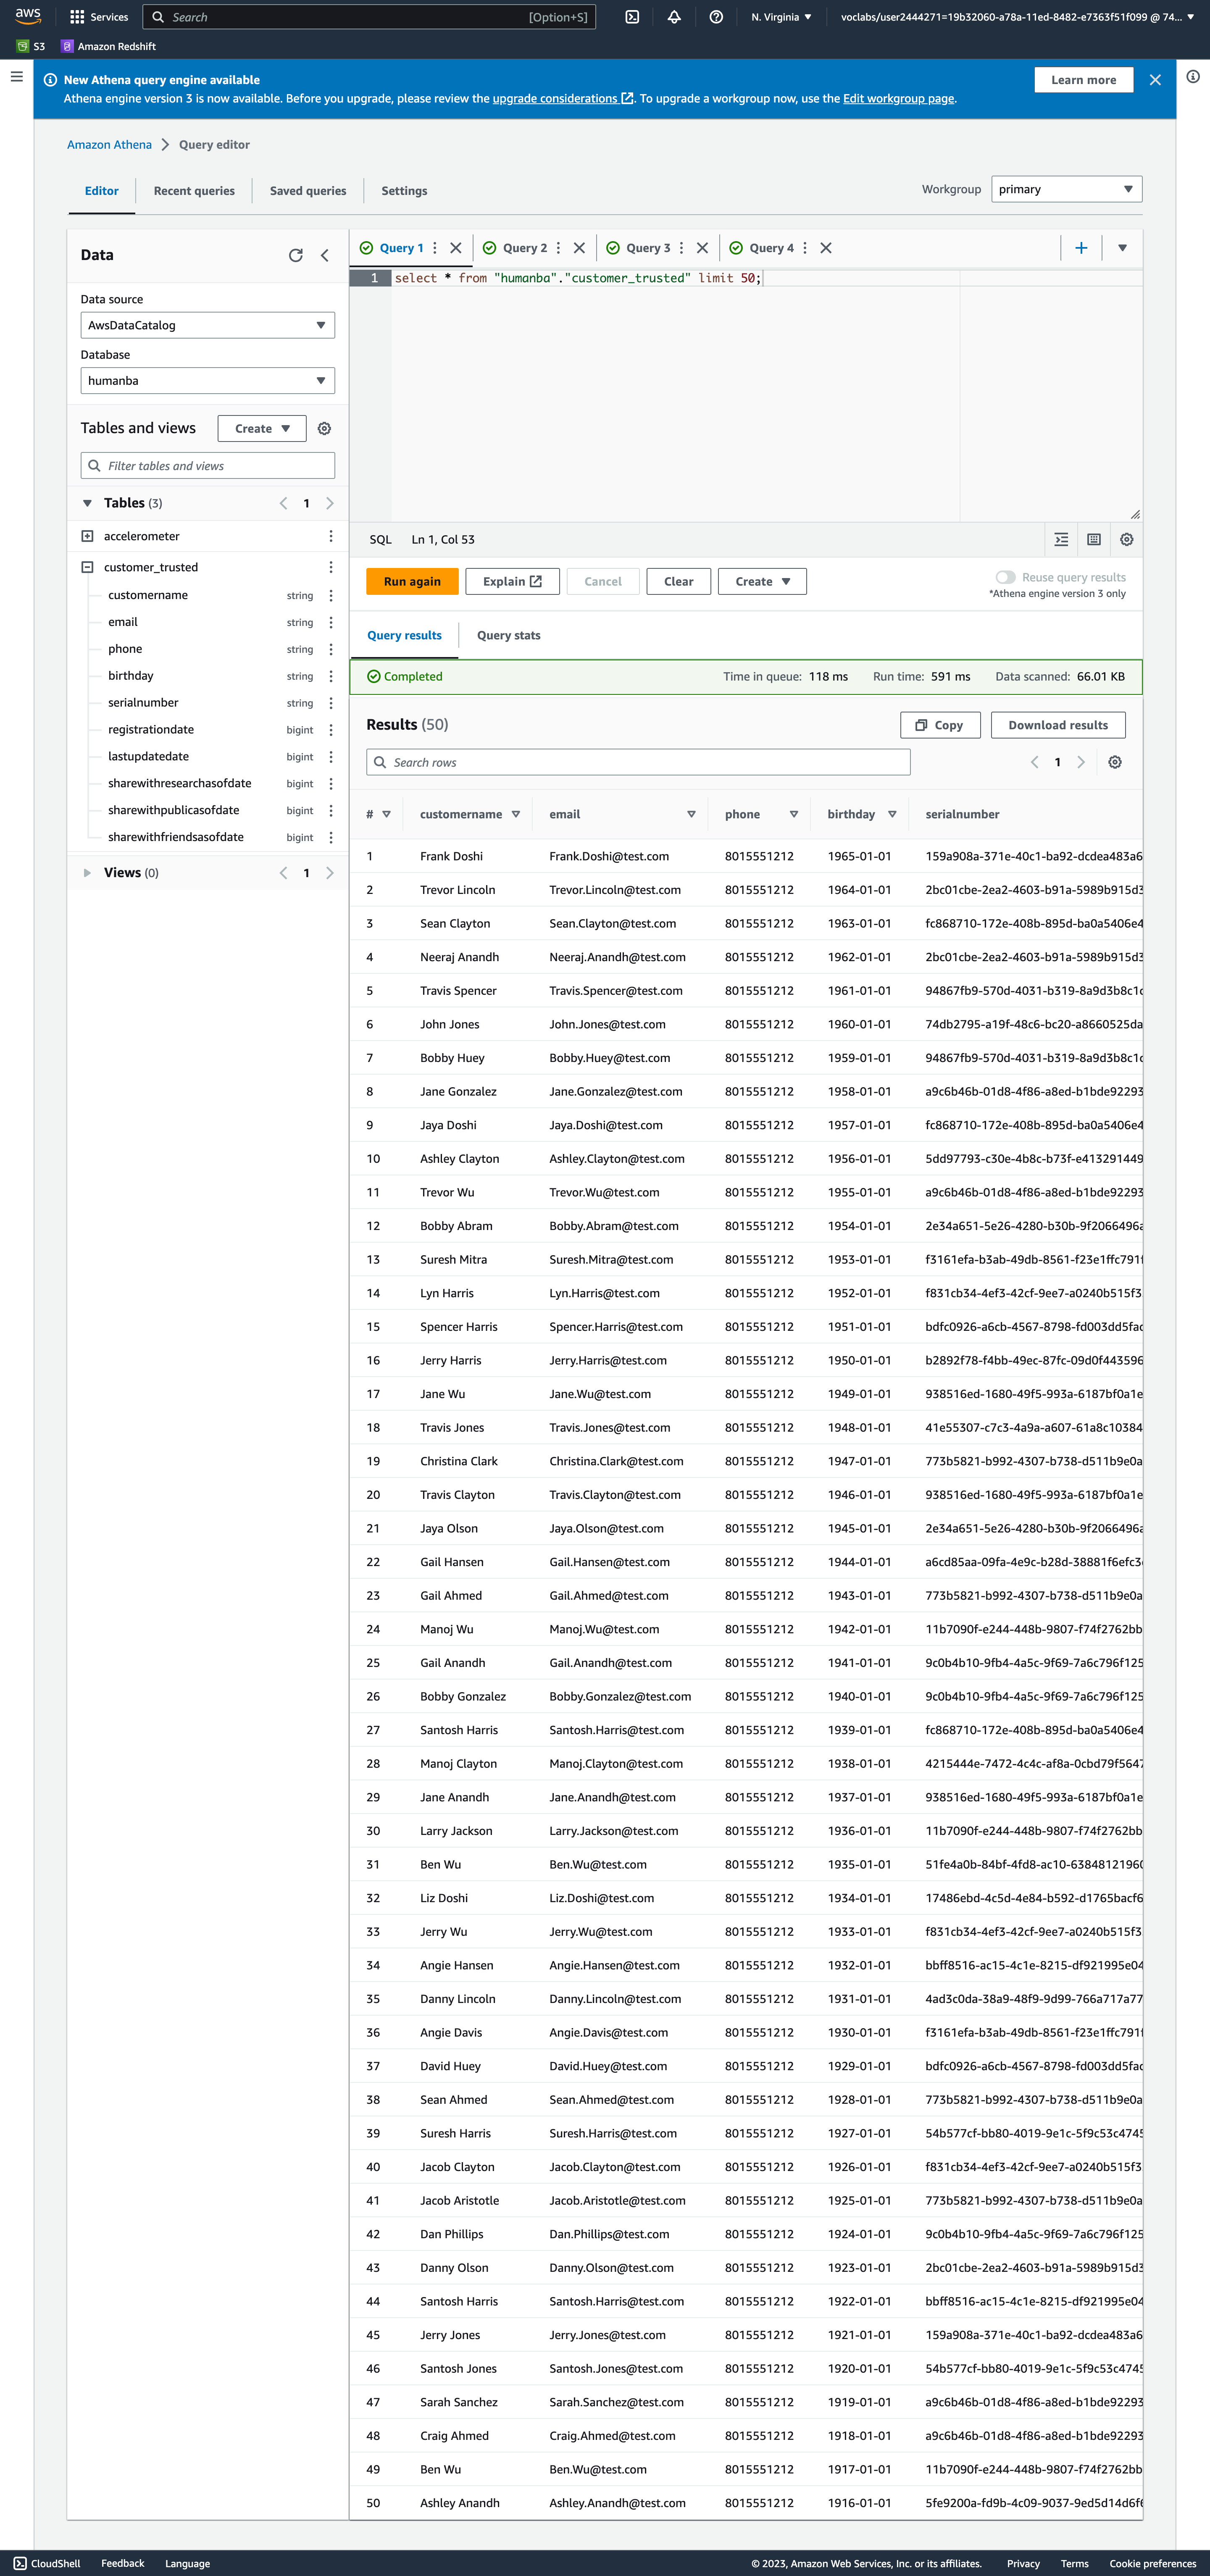 aws Services Search [Option+S] N. Virginia voclabs/user2444271=19b32060-a78a-11ed-8482-e7363f51f099 @ 74...
S3 Amazon Redshift
New Athena query engine available
Athena engine version 3 is now available. Before you upgrade, please review the upgrade considerations. To upgrade a workgroup now, use the Edit workgroup page.
Learn more
Amazon Athena Query editor
Editor Recent queries Saved queries Settings
Workgroup primary
Data
Data source
AwsDataCatalog
Database
humanba
Tables and views Create
Filter tables and views
Tables (3) 1
accelerometer
customer_trusted
customername string
email string
phone string
birthday string
serialnumber string
registrationdate bigint
lastupdatedate bigint
sharewithresearchasofdate bigint
sharewithpublicasofdate bigint
sharewithfriendsasofdate bigint
Views (0) 1
Query 1 Query 2 Query 3 Query 4
1 select * from "humanba"."customer_trusted" limit 50;
SQL Ln 1, Col 53
Run again Explain Cancel Clear Create
Reuse query results
*Athena engine version 3 only
Query results Query stats
Completed Time in queue: 118 ms Run time: 591 ms Data scanned: 66.01 KB
Results (50) Copy Download results
Search rows 1
# customername email phone birthday serialnumber
1 Frank Doshi Frank.Doshi@test.com 8015551212 1965-01-01 159a908a-371e-40c1-ba92-dcdea483a6
2 Trevor Lincoln Trevor.Lincoln@test.com 8015551212 1964-01-01 2bc01cbe-2ea2-4603-b91a-5989b915d3
3 Sean Clayton Sean.Clayton@test.com 8015551212 1963-01-01 fc868710-172e-408b-895d-ba0a5406e4
4 Neeraj Anandh Neeraj.Anandh@test.com 8015551212 1962-01-01 2bc01cbe-2ea2-4603-b91a-5989b915d3
5 Travis Spencer Travis.Spencer@test.com 8015551212 1961-01-01 94867fb9-570d-4031-b319-8a9d3b8c1c
6 John Jones John.Jones@test.com 8015551212 1960-01-01 74db2795-a19f-48c6-bc20-a8660525da
7 Bobby Huey Bobby.Huey@test.com 8015551212 1959-01-01 94867fb9-570d-4031-b319-8a9d3b8c1c
8 Jane Gonzalez Jane.Gonzalez@test.com 8015551212 1958-01-01 a9c6b46b-01d8-4f86-a8ed-b1bde92293
9 Jaya Doshi Jaya.Doshi@test.com 8015551212 1957-01-01 fc868710-172e-408b-895d-ba0a5406e4
10 Ashley Clayton Ashley.Clayton@test.com 8015551212 1956-01-01 5dd97793-c30e-4b8c-b73f-e413291449
11 Trevor Wu Trevor.Wu@test.com 8015551212 1955-01-01 a9c6b46b-01d8-4f86-a8ed-b1bde92293
12 Bobby Abram Bobby.Abram@test.com 8015551212 1954-01-01 2e34a651-5e26-4280-b30b-9f2066496a
13 Suresh Mitra Suresh.Mitra@test.com 8015551212 1953-01-01 f3161efa-b3ab-49db-8561-f23e1ffc791f
14 Lyn Harris Lyn.Harris@test.com 8015551212 1952-01-01 f831cb34-4ef3-42cf-9ee7-a0240b515f3
15 Spencer Harris Spencer.Harris@test.com 8015551212 1951-01-01 bdfc0926-a6cb-4567-8798-fd003dd5fac
16 Jerry Harris Jerry.Harris@test.com 8015551212 1950-01-01 b2892f78-f4bb-49ec-87fc-09d0f443596
17 Jane Wu Jane.Wu@test.com 8015551212 1949-01-01 938516ed-1680-49f5-993a-6187bf0a1e
18 Travis Jones Travis.Jones@test.com 8015551212 1948-01-01 41e55307-c7c3-4a9a-a607-61a8c10384
19 Christina Clark Christina.Clark@test.com 8015551212 1947-01-01 773b5821-b992-4307-b738-d511b9e0a
20 Travis Clayton Travis.Clayton@test.com 8015551212 1946-01-01 938516ed-1680-49f5-993a-6187bf0a1e
21 Jaya Olson Jaya.Olson@test.com 8015551212 1945-01-01 2e34a651-5e26-4280-b30b-9f2066496a
22 Gail Hansen Gail.Hansen@test.com 8015551212 1944-01-01 a6cd85aa-09fa-4e9c-b28d-38881f6efc3
23 Gail Ahmed Gail.Ahmed@test.com 8015551212 1943-01-01 773b5821-b992-4307-b738-d511b9e0a
24 Manoj Wu Manoj.Wu@test.com 8015551212 1942-01-01 11b7090f-e244-448b-9807-f74f2762bb
25 Gail Anandh Gail.Anandh@test.com 8015551212 1941-01-01 9c0b4b10-9fb4-4a5c-9f69-7a6c796f125
26 Bobby Gonzalez Bobby.Gonzalez@test.com 8015551212 1940-01-01 9c0b4b10-9fb4-4a5c-9f69-7a6c796f125
27 Santosh Harris Santosh.Harris@test.com 8015551212 1939-01-01 fc868710-172e-408b-895d-ba0a5406e4
28 Manoj Clayton Manoj.Clayton@test.com 8015551212 1938-01-01 4215444e-7472-4c4c-af8a-0cbd79f5647
29 Jane Anandh Jane.Anandh@test.com 8015551212 1937-01-01 938516ed-1680-49f5-993a-6187bf0a1e
30 Larry Jackson Larry.Jackson@test.com 8015551212 1936-01-01 11b7090f-e244-448b-9807-f74f2762bb
31 Ben Wu Ben.Wu@test.com 8015551212 1935-01-01 51fe4a0b-84bf-4fd8-ac10-63848121960
32 Liz Doshi Liz.Doshi@test.com 8015551212 1934-01-01 17486ebd-4c5d-4e84-b592-d1765bacf6
33 Jerry Wu Jerry.Wu@test.com 8015551212 1933-01-01 f831cb34-4ef3-42cf-9ee7-a0240b515f3
34 Angie Hansen Angie.Hansen@test.com 8015551212 1932-01-01 bbff8516-ac15-4c1e-8215-df921995e04
35 Danny Lincoln Danny.Lincoln@test.com 8015551212 1931-01-01 4ad3c0da-38a9-48f9-9d99-766a717a77
36 Angie Davis Angie.Davis@test.com 8015551212 1930-01-01 f3161efa-b3ab-49db-8561-f23e1ffc791f
37 David Huey David.Huey@test.com 8015551212 1929-01-01 bdfc0926-a6cb-4567-8798-fd003dd5fac
38 Sean Ahmed Sean.Ahmed@test.com 8015551212 1928-01-01 773b5821-b992-4307-b738-d511b9e0a
39 Suresh Harris Suresh.Harris@test.com 8015551212 1927-01-01 54b577cf-bb80-4019-9e1c-5f9c53c4745
40 Jacob Clayton Jacob.Clayton@test.com 8015551212 1926-01-01 f831cb34-4ef3-42cf-9ee7-a0240b515f3
41 Jacob Aristotle Jacob.Aristotle@test.com 8015551212 1925-01-01 773b5821-b992-4307-b738-d511b9e0a
42 Dan Phillips Dan.Phillips@test.com 8015551212 1924-01-01 9c0b4b10-9fb4-4a5c-9f69-7a6c796f125
43 Danny Olson Danny.Olson@test.com 8015551212 1923-01-01 2bc01cbe-2ea2-4603-b91a-5989b915d3
44 Santosh Harris Santosh.Harris@test.com 8015551212 1922-01-01 bbff8516-ac15-4c1e-8215-df921995e04
45 Jerry Jones Jerry.Jones@test.com 8015551212 1921-01-01 159a908a-371e-40c1-ba92-dcdea483a6
46 Santosh Jones Santosh.Jones@test.com 8015551212 1920-01-01 54b577cf-bb80-4019-9e1c-5f9c53c4745
47 Sarah Sanchez Sarah.Sanchez@test.com 8015551212 1919-01-01 a9c6b46b-01d8-4f86-a8ed-b1bde92293
48 Craig Ahmed Craig.Ahmed@test.com 8015551212 1918-01-01 a9c6b46b-01d8-4f86-a8ed-b1bde92293
49 Ben Wu Ben.Wu@test.com 8015551212 1917-01-01 11b7090f-e244-448b-9807-f74f2762bb
50 Ashley Anandh Ashley.Anandh@test.com 8015551212 1916-01-01 5fe9200a-fd9b-4c09-9037-9ed5d14d6f6
CloudShell Feedback Language © 2023, Amazon Web Services, Inc. or its affiliates. Privacy Terms Cookie preferences